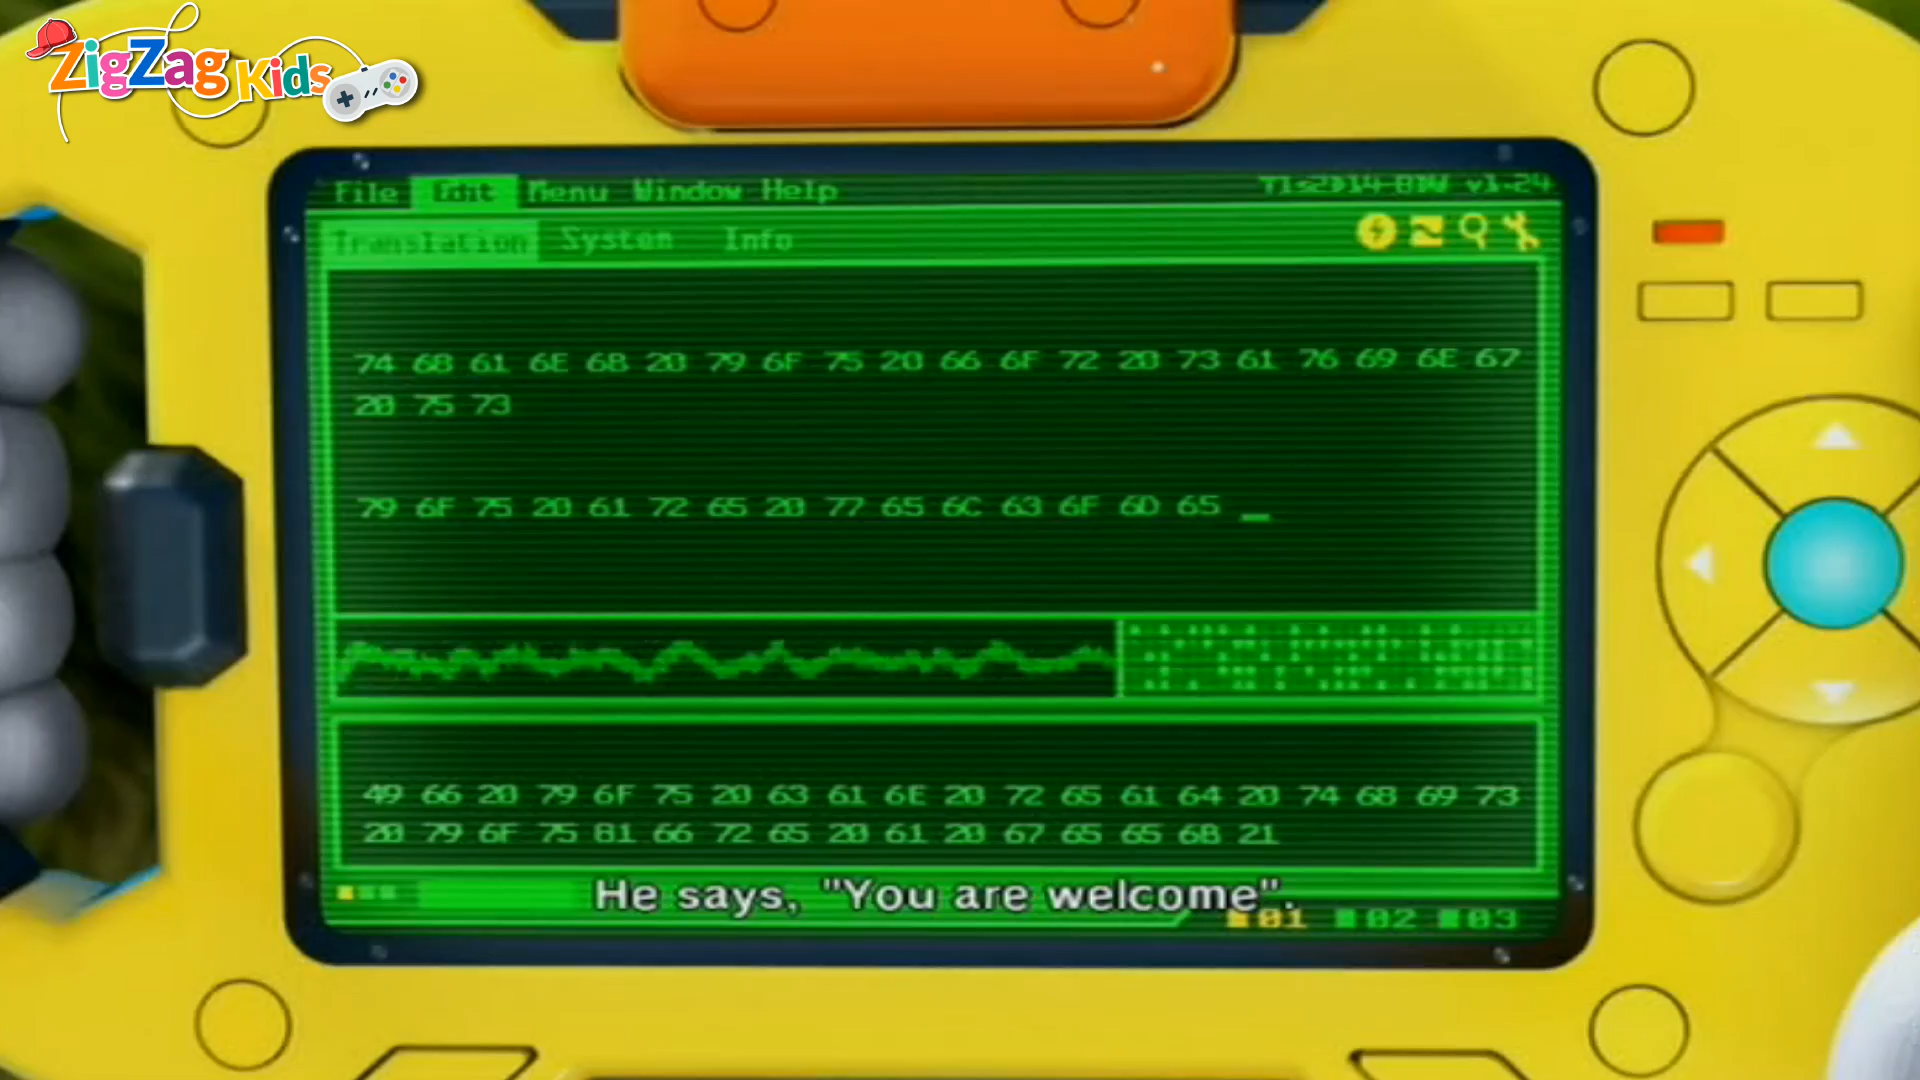 ZigZag Kids
File Edit Menu Window Help
v1.24
Translation System Info
74 68 61 6E 68 20 79 6F 75 20 66 6F 72 20 73 61 76 69 6E 67
20 75 73
79 6F 75 20 61 72 65 20 77 65 6C 63 6F 6D 65 _
49 66 20 79 6F 75 20 63 61 6E 20 72 65 61 64 20 74 68 69 73
20 79 6F 75 81 66 72 65 20 61 20 67 65 65 68 21
He says, "You are welcome".
01 02 03